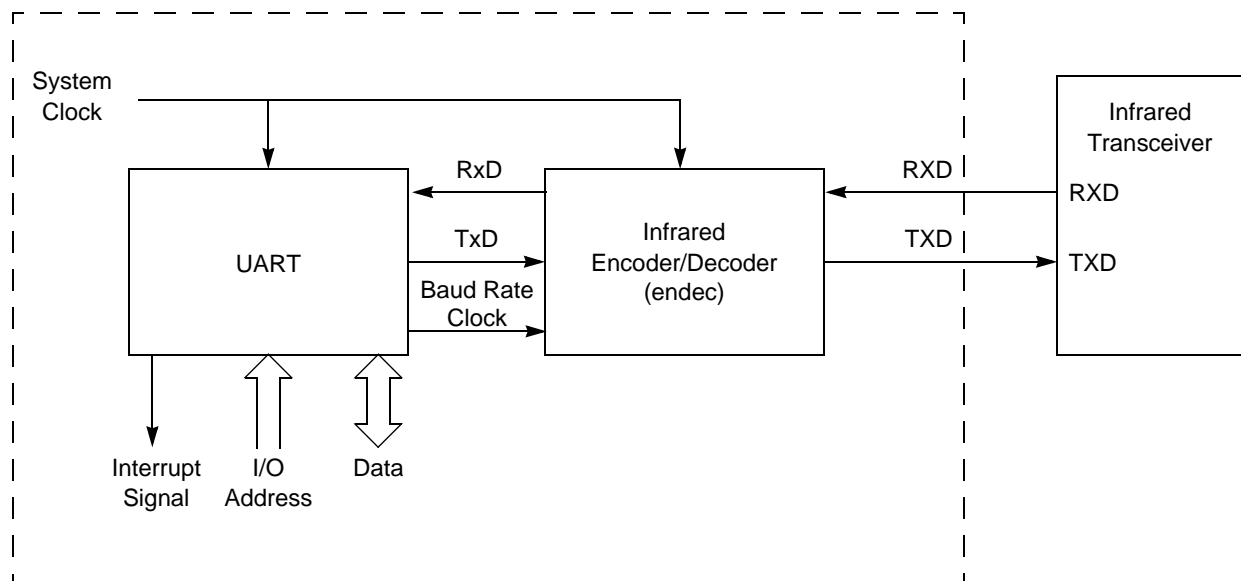 System
Clock
Infrared
Transceiver
RxD
RXD
RXD
TxD
TXD
TXD
UART
Infrared
Encoder/Decoder
(endec)
Baud Rate
Clock
Interrupt
Signal
I/O
Address
Data